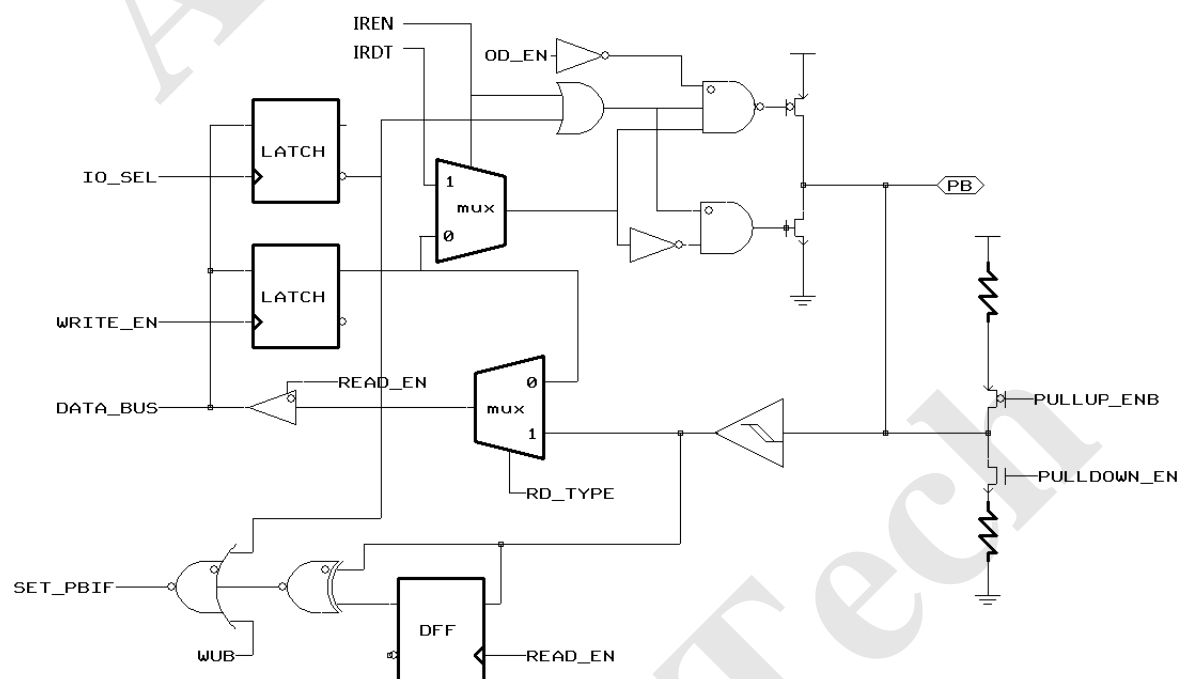 IREN
IRDT
OD_EN
LATCH
IO_SEL
1
mux
0
PB
LATCH
WRITE_EN
READ_EN
DATA_BUS
0
mux
1
PULLUP_ENB
PULLDOWN_EN
RD_TYPE
SET_PBIF
DFF
WUB
READ_EN
Tech